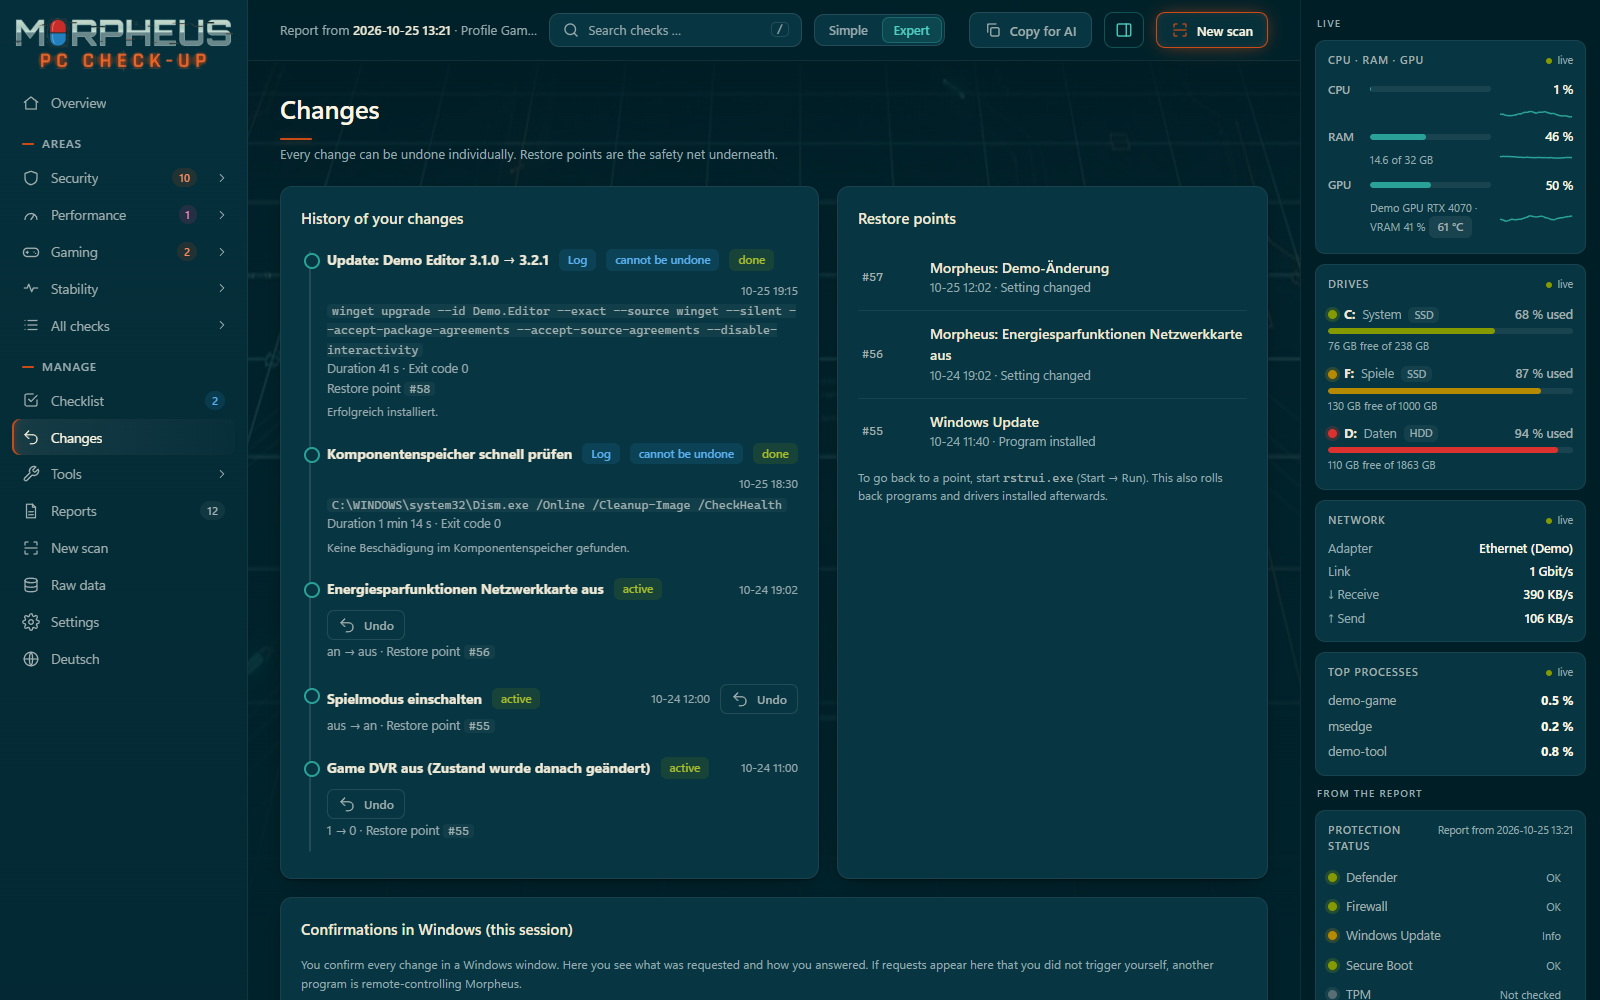 MORPHEUS
PC CHECK-UP
Overview
AREAS
Security 10
Performance 1
Gaming 2
Stability
All checks
MANAGE
Checklist 2
Changes
Tools
Reports 12
New scan
Raw data
Settings
Deutsch
Report from 2026-10-25 13:21 · Profile Gam...
Search checks ... /
Simple Expert
Copy for AI
New scan
Changes
Every change can be undone individually. Restore points are the safety net underneath.
History of your changes
Update: Demo Editor 3.1.0 → 3.2.1 Log cannot be undone done
10-25 19:15
winget upgrade --id Demo.Editor --exact --source winget --silent -
-accept-package-agreements --accept-source-agreements --disable-
interactivity
Duration 41 s · Exit code 0
Restore point #58
Erfolgreich installiert.
Komponentenspeicher schnell prüfen Log cannot be undone done
10-25 18:30
C:\WINDOWS\system32\Dism.exe /Online /Cleanup-Image /CheckHealth
Duration 1 min 14 s · Exit code 0
Keine Beschädigung im Komponentenspeicher gefunden.
Energiesparfunktionen Netzwerkkarte aus active 10-24 19:02
Undo
an → aus · Restore point #56
Spielmodus einschalten active 10-24 12:00 Undo
aus → an · Restore point #55
Game DVR aus (Zustand wurde danach geändert) active 10-24 11:00
Undo
1 → 0 · Restore point #55
Restore points
#57 Morpheus: Demo-Änderung
10-25 12:02 · Setting changed
#56 Morpheus: Energiesparfunktionen Netzwerkkarte
aus
10-24 19:02 · Setting changed
#55 Windows Update
10-24 11:40 · Program installed
To go back to a point, start rstrui.exe (Start → Run). This also rolls
back programs and drivers installed afterwards.
Confirmations in Windows (this session)
You confirm every change in a Windows window. Here you see what was requested and how you answered. If requests appear here that you did not trigger yourself, another
program is remote-controlling Morpheus.
LIVE
CPU · RAM · GPU live
CPU 1 %
RAM 46 %
14.6 of 32 GB
GPU 50 %
Demo GPU RTX 4070 ·
VRAM 41 % 61 °C
DRIVES live
C: System SSD 68 % used
76 GB free of 238 GB
F: Spiele SSD 87 % used
130 GB free of 1000 GB
D: Daten HDD 94 % used
110 GB free of 1863 GB
NETWORK live
Adapter Ethernet (Demo)
Link 1 Gbit/s
↓ Receive 390 KB/s
↑ Send 106 KB/s
TOP PROCESSES live
demo-game 0.5 %
msedge 0.2 %
demo-tool 0.8 %
FROM THE REPORT
PROTECTION STATUS Report from 2026-10-25 13:21
Defender OK
Firewall OK
Windows Update Info
Secure Boot OK
TPM Not checked